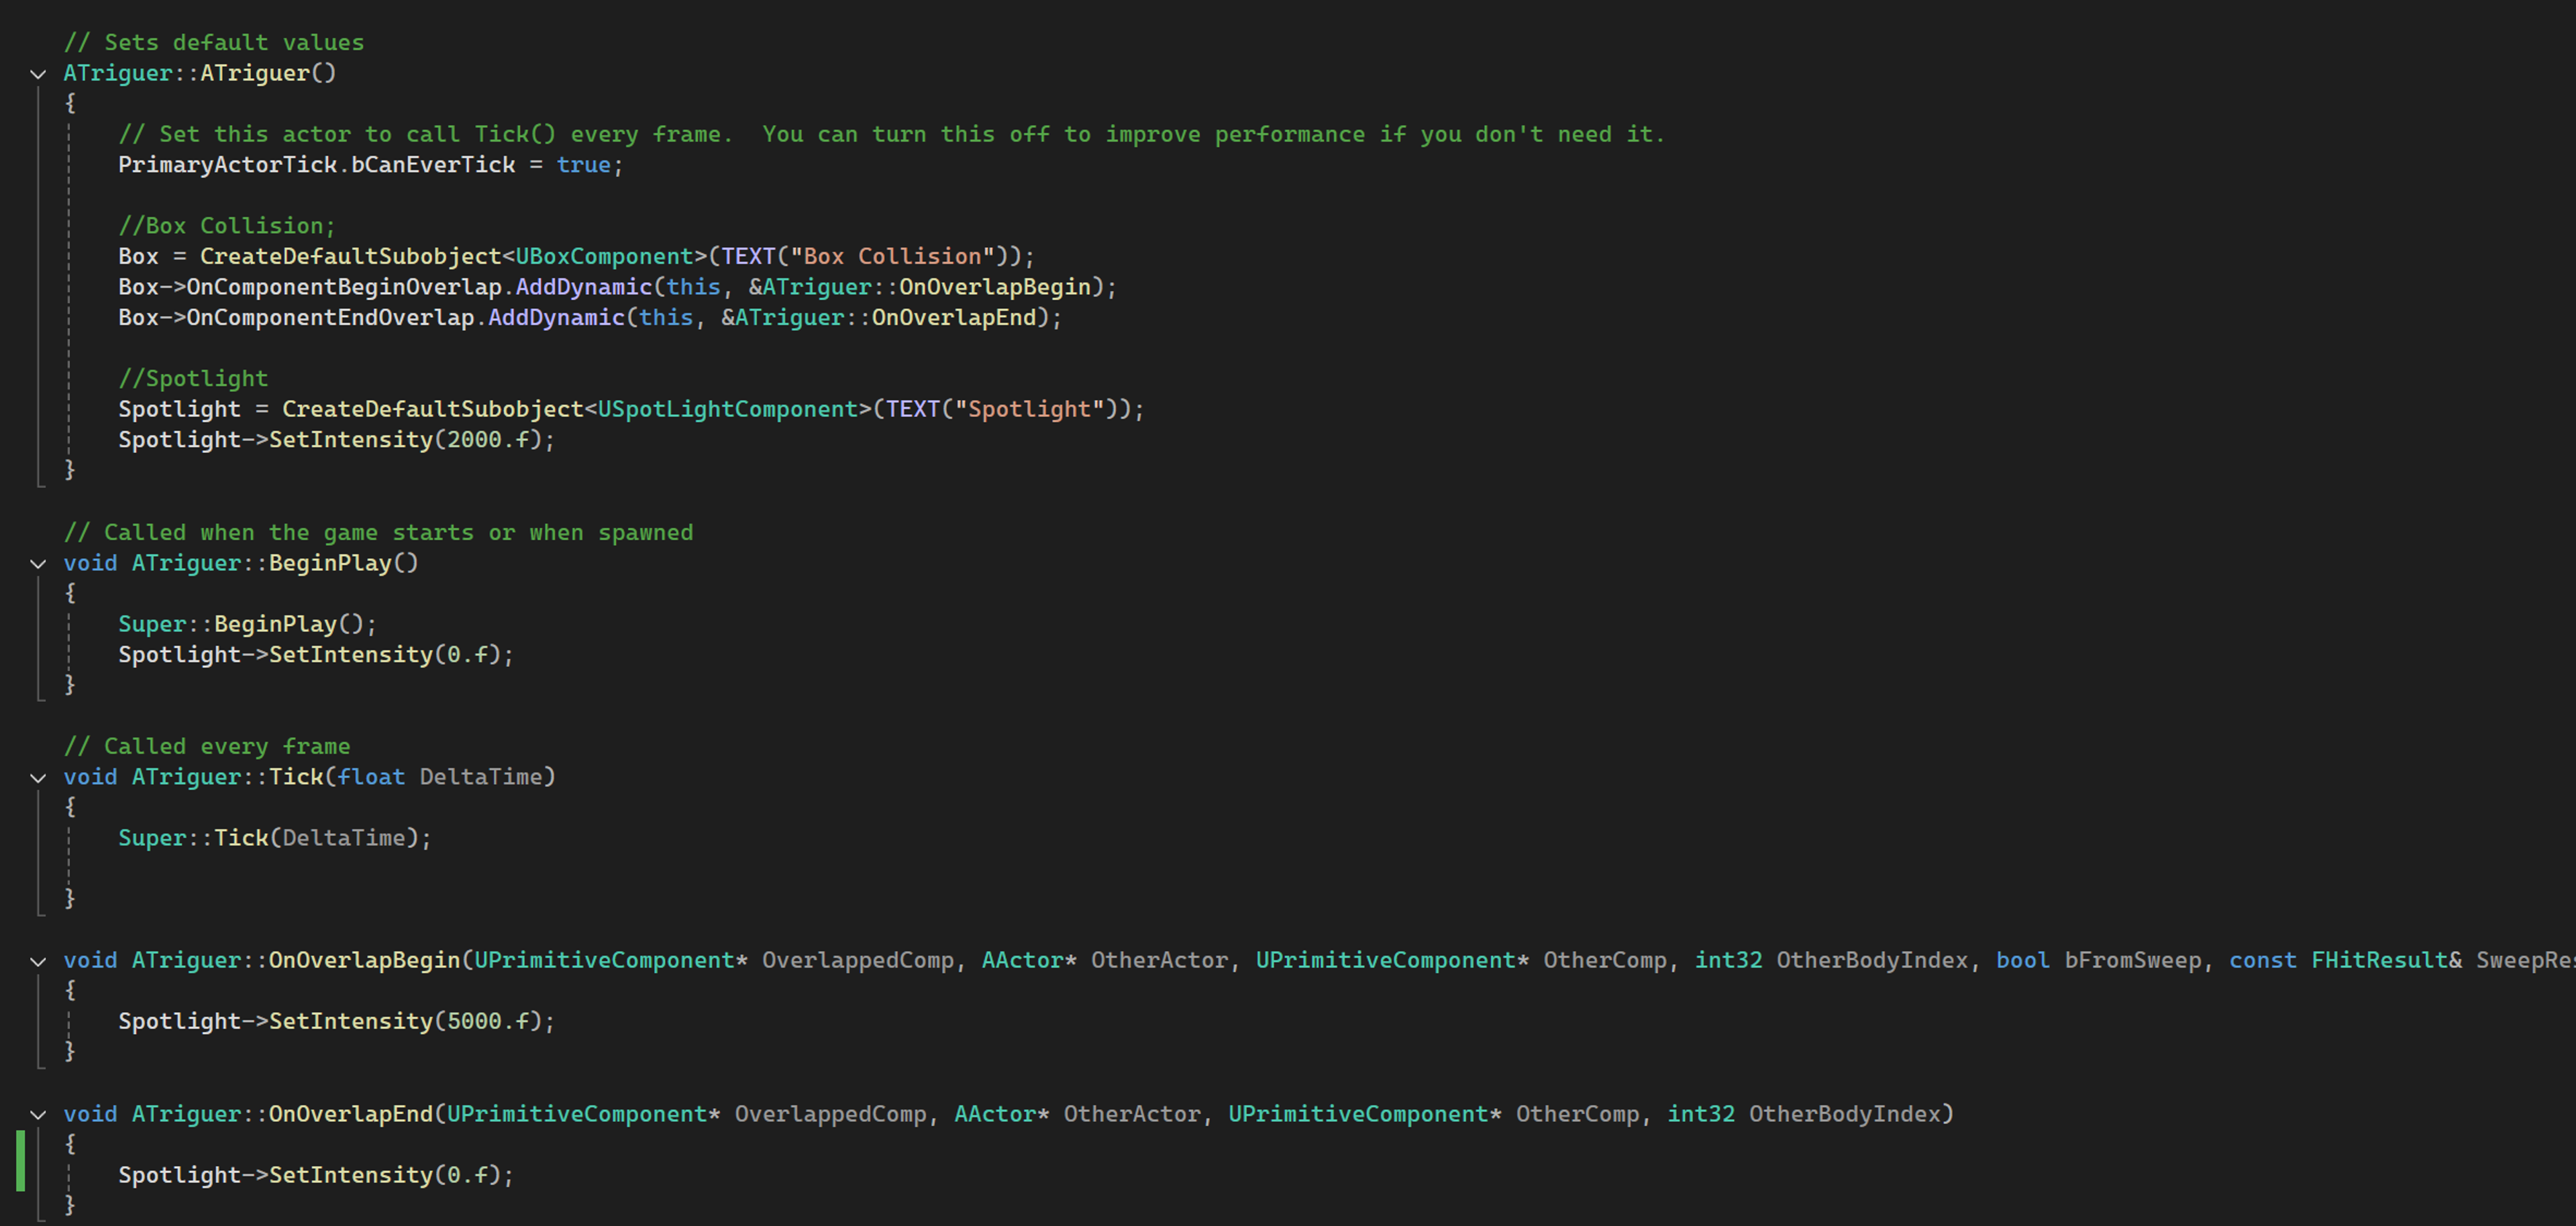 // Sets default values
ATriguer::ATriguer()
{
// Set this actor to call Tick() every frame.  You can turn this off to improve performance if you don't need it.
PrimaryActorTick.bCanEverTick = true;
//Box Collision;
Box = CreateDefaultSubobject<UBoxComponent>(TEXT("Box Collision"));
Box->OnComponentBeginOverlap.AddDynamic(this, &ATriguer::OnOverlapBegin);
Box->OnComponentEndOverlap.AddDynamic(this, &ATriguer::OnOverlapEnd);
//Spotlight
Spotlight = CreateDefaultSubobject<USpotLightComponent>(TEXT("Spotlight"));
Spotlight->SetIntensity(2000.f);
}
// Called when the game starts or when spawned
void ATriguer::BeginPlay()
{
Super::BeginPlay();
Spotlight->SetIntensity(0.f);
}
// Called every frame
void ATriguer::Tick(float DeltaTime)
{
Super::Tick(DeltaTime);
}
void ATriguer::OnOverlapBegin(UPrimitiveComponent* OverlappedComp, AActor* OtherActor, UPrimitiveComponent* OtherComp, int32 OtherBodyIndex, bool bFromSweep, const FHitResult&
{
Spotlight->SetIntensity(5000.f);
}
void ATriguer::OnOverlapEnd(UPrimitiveComponent* OverlappedComp, AActor* OtherActor, UPrimitiveComponent* OtherComp, int32 OtherBodyIndex)
{
Spotlight->SetIntensity(0.f);
}